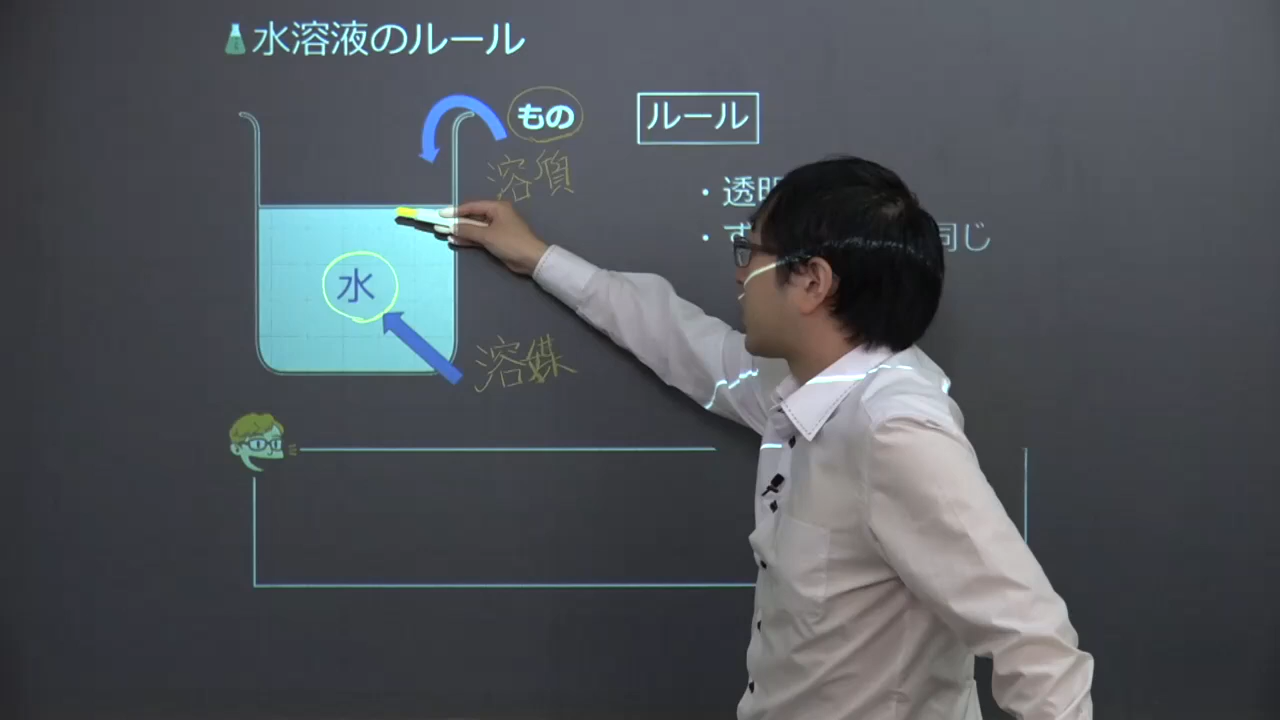 水溶液のルール
もの
溶質
水
溶媒
ルール
・透明
・ず 同じ